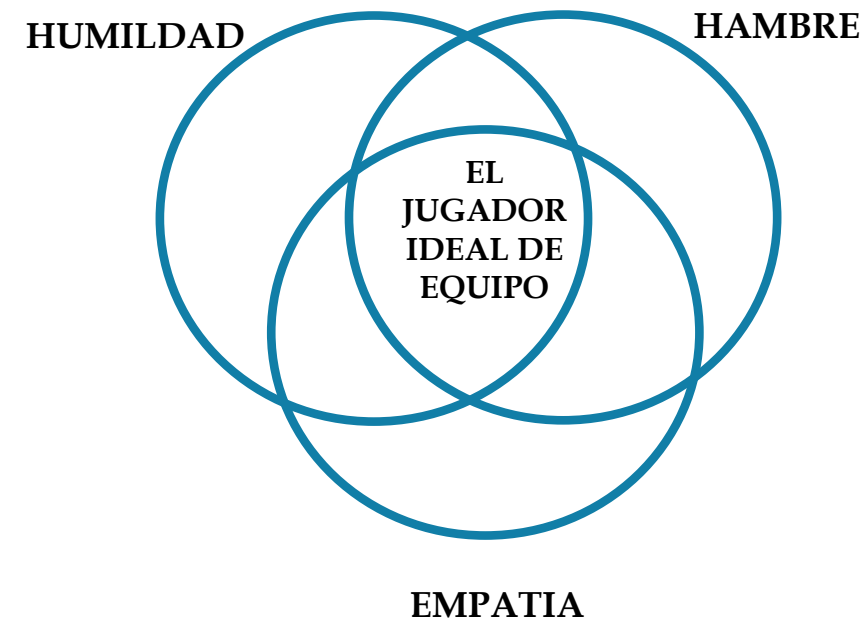 HUMILDAD
HAMBRE
EL
JUGADOR
IDEAL DE
EQUIPO
EMPATIA